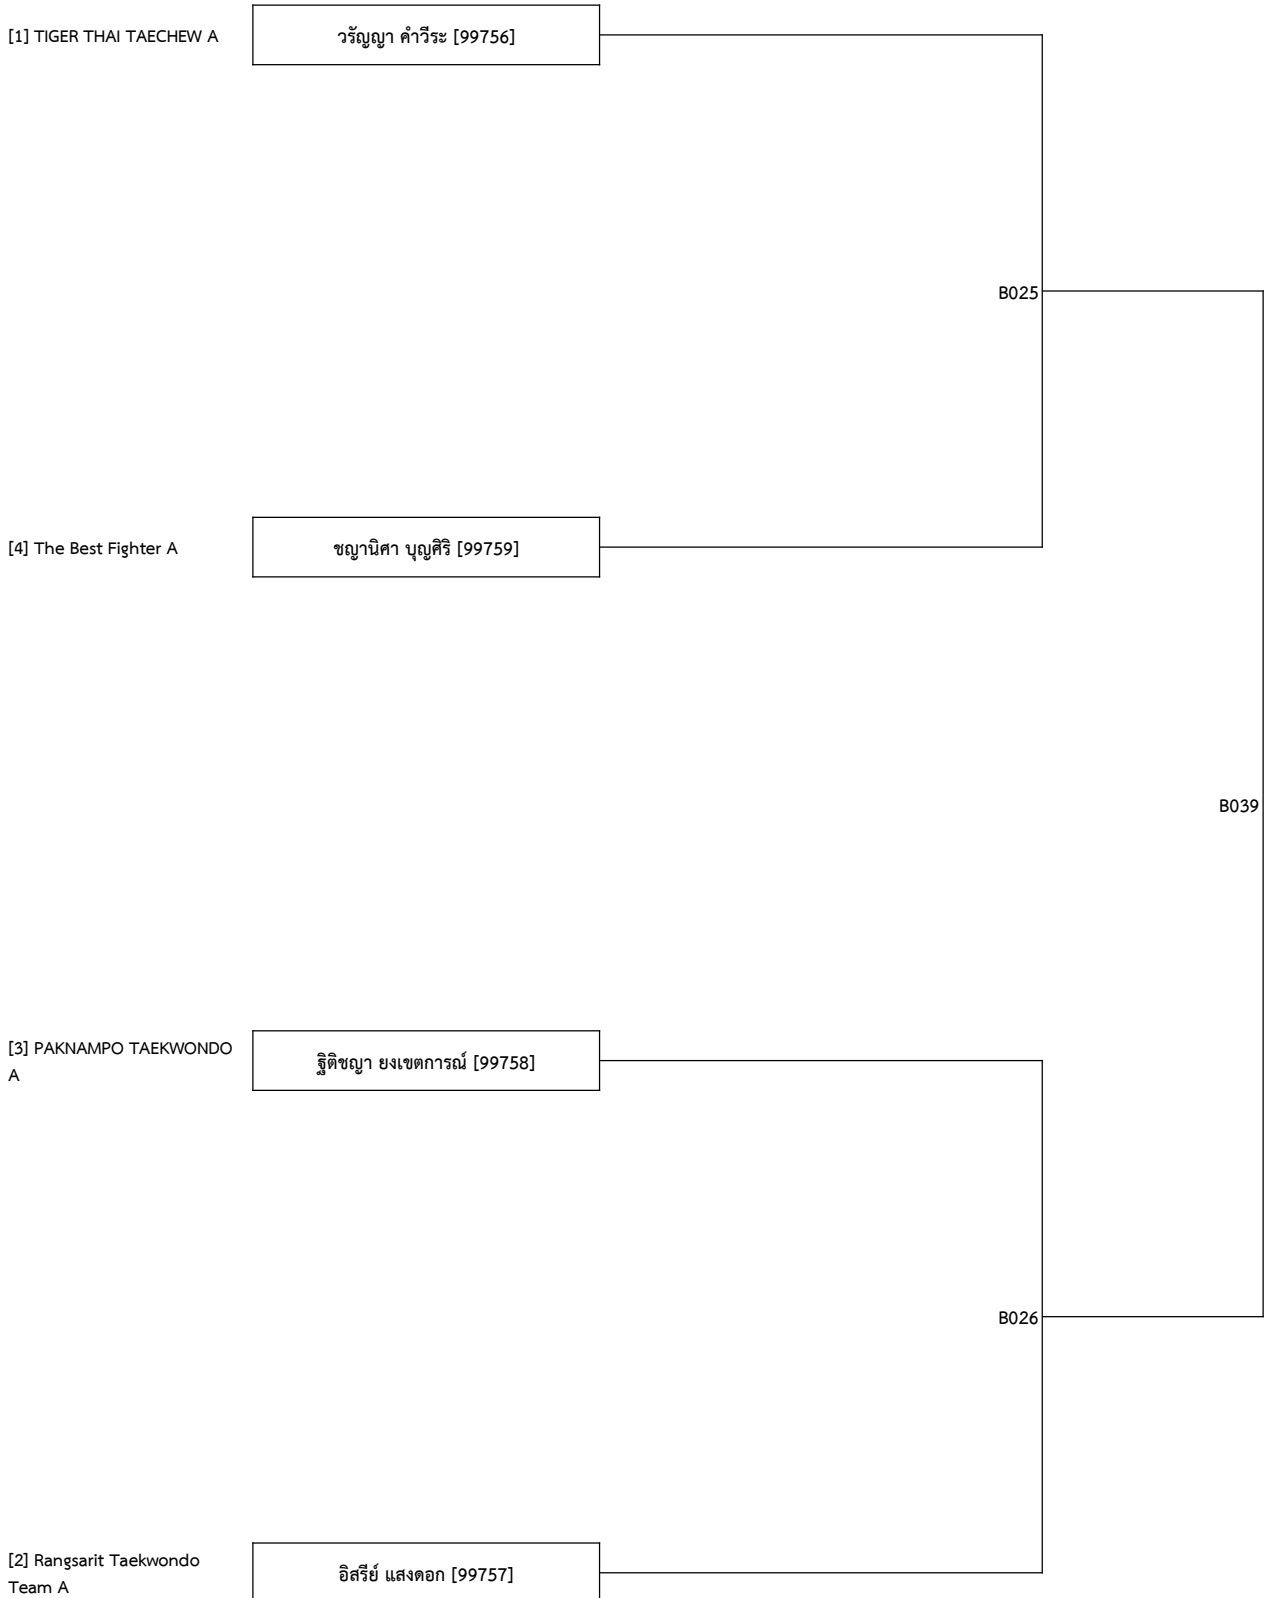 [1] TIGER THAI TAECHEW A
วรัญญา คำวีระ [99756]
B025
[4] The Best Fighter A
ชญานิศา บุญศิริ [99759]
B039
[3] PAKNAMPO TAEKWONDO
A
ฐิติชญา ยงเขตการณ์ [99758]
B026
[2] Rangsarit Taekwondo
Team A
อิสรีย์ แสงดอก [99757]